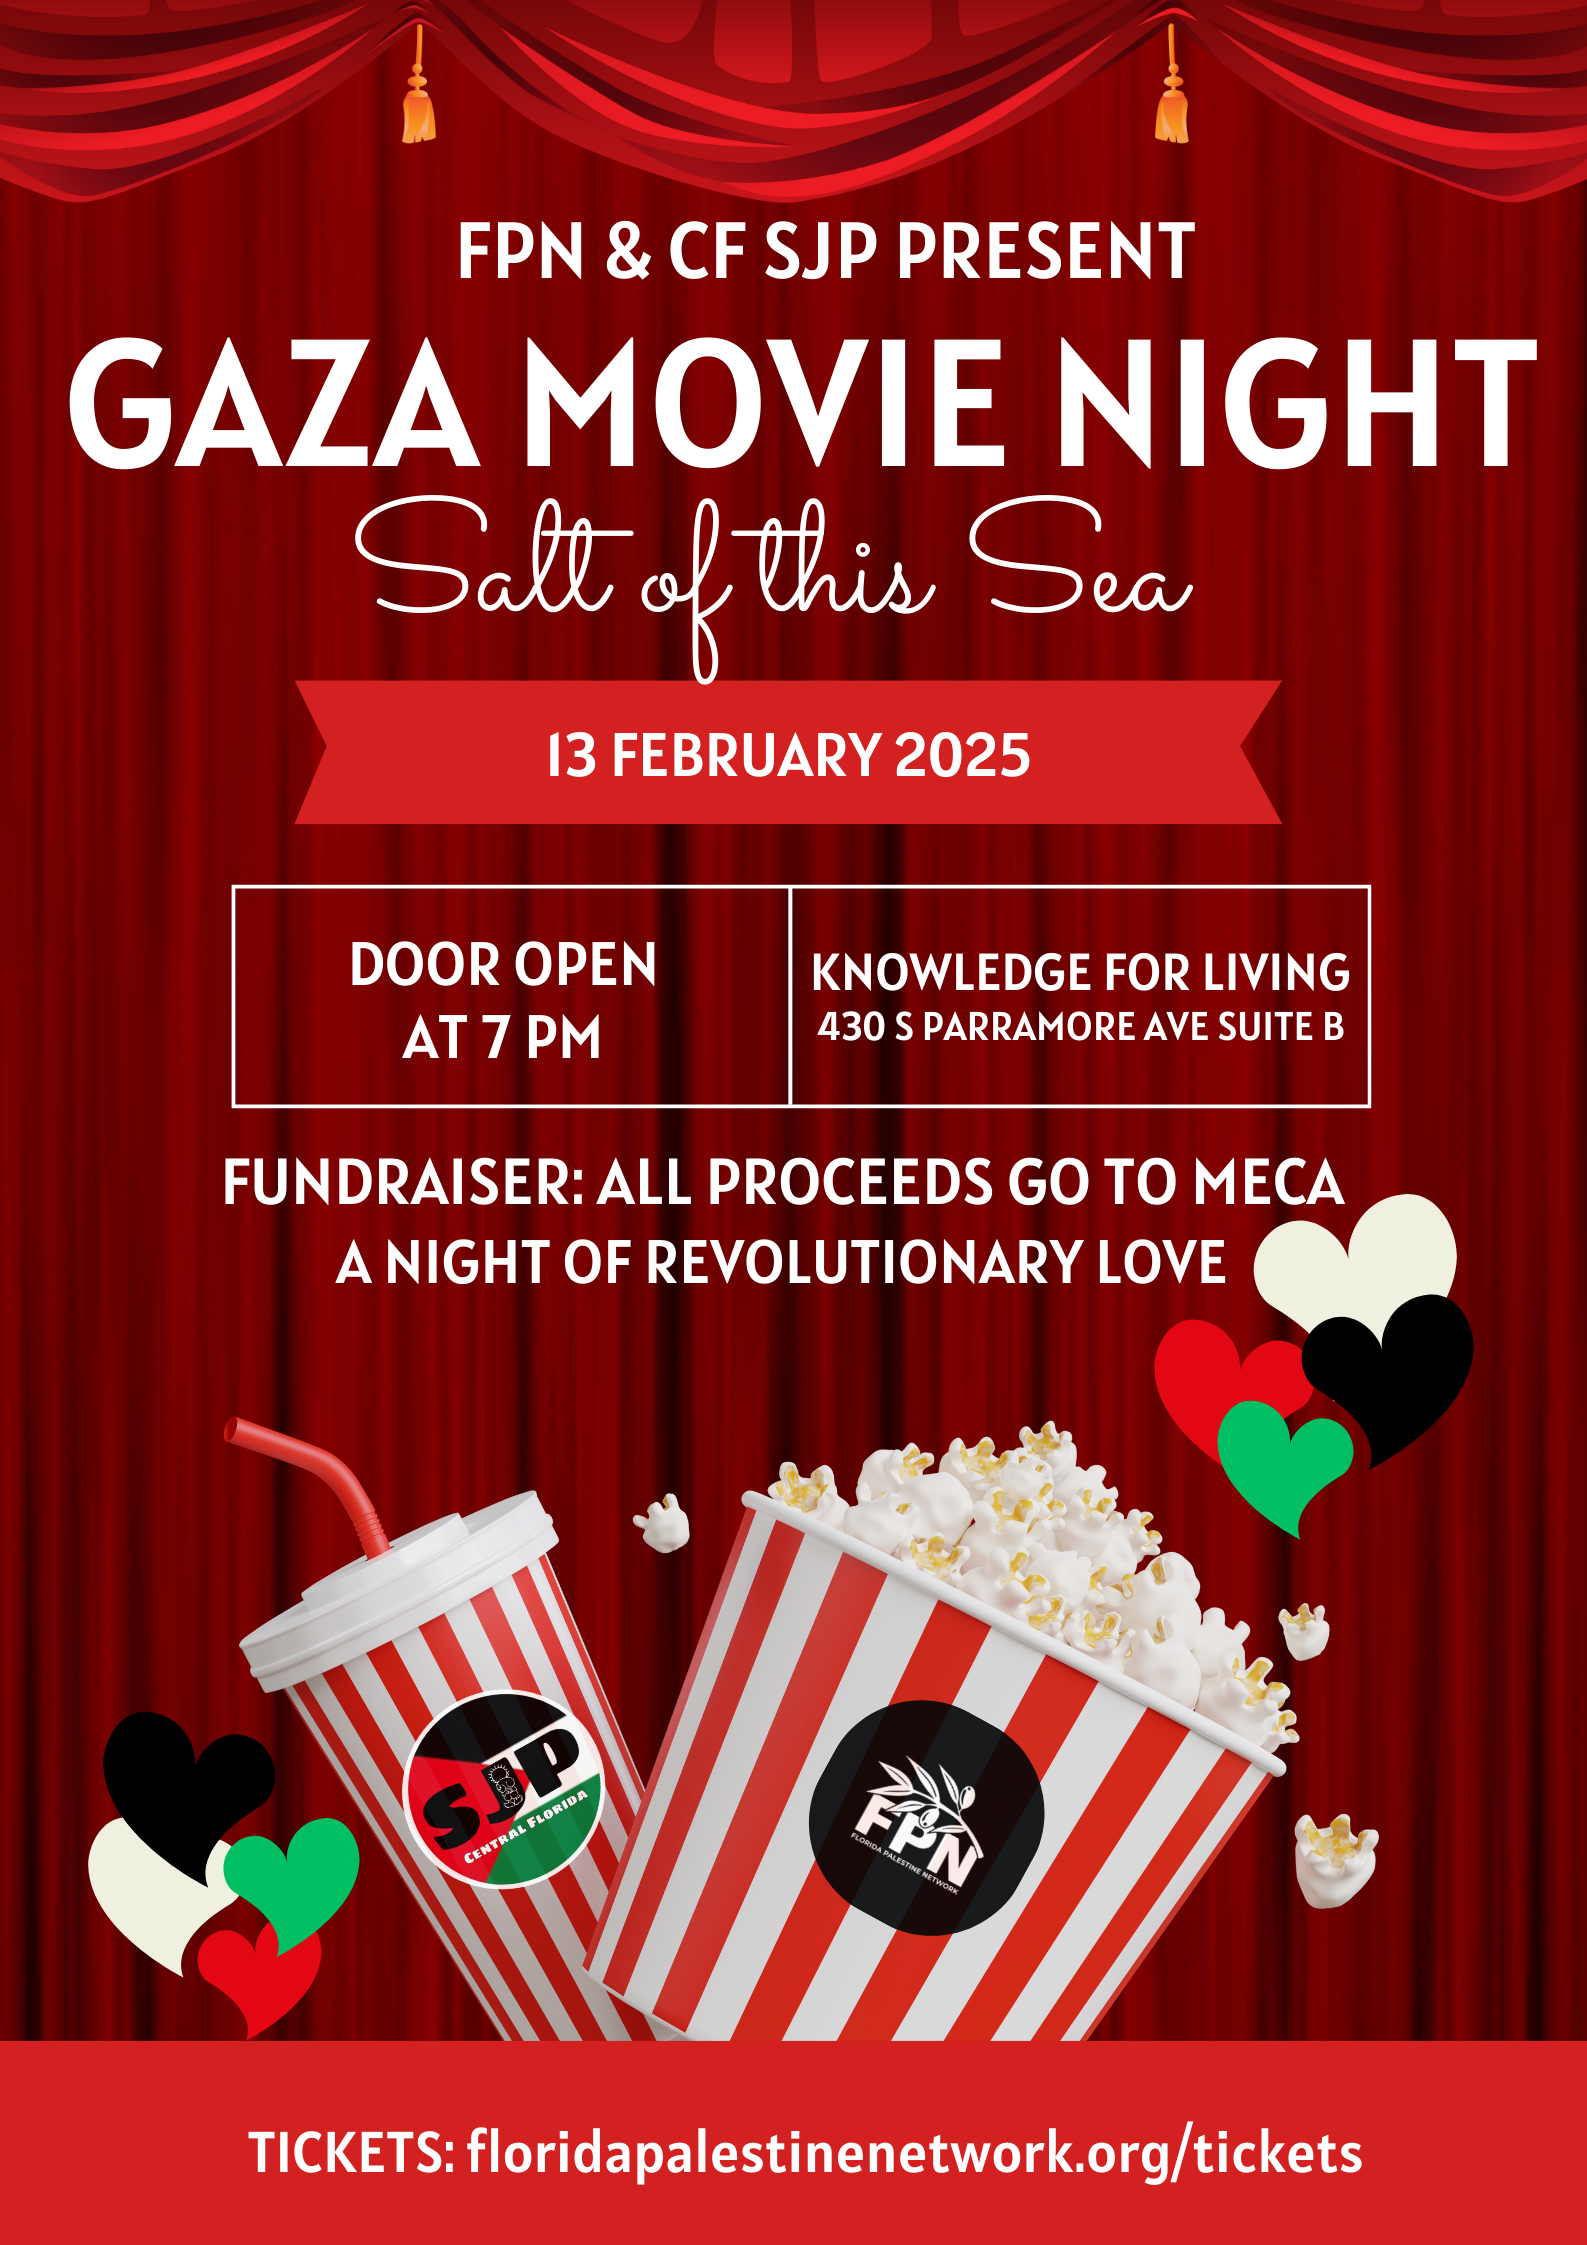 FPN & CF SJP PRESENT
GAZA MOVIE NIGHT
Salt of this Sea
13 FEBRUARY 2025
DOOR OPEN
AT 7 PM
KNOWLEDGE FOR LIVING
430 S PARRAMORE AVE SUITE B
FUNDRAISER: ALL PROCEEDS GO TO MECA
A NIGHT OF REVOLUTIONARY LOVE
SJP
CENTRAL FLORIDA
FPN
FLORIDA PALESTINE NETWORK
TICKETS: floridapalestinenetwork.org/tickets